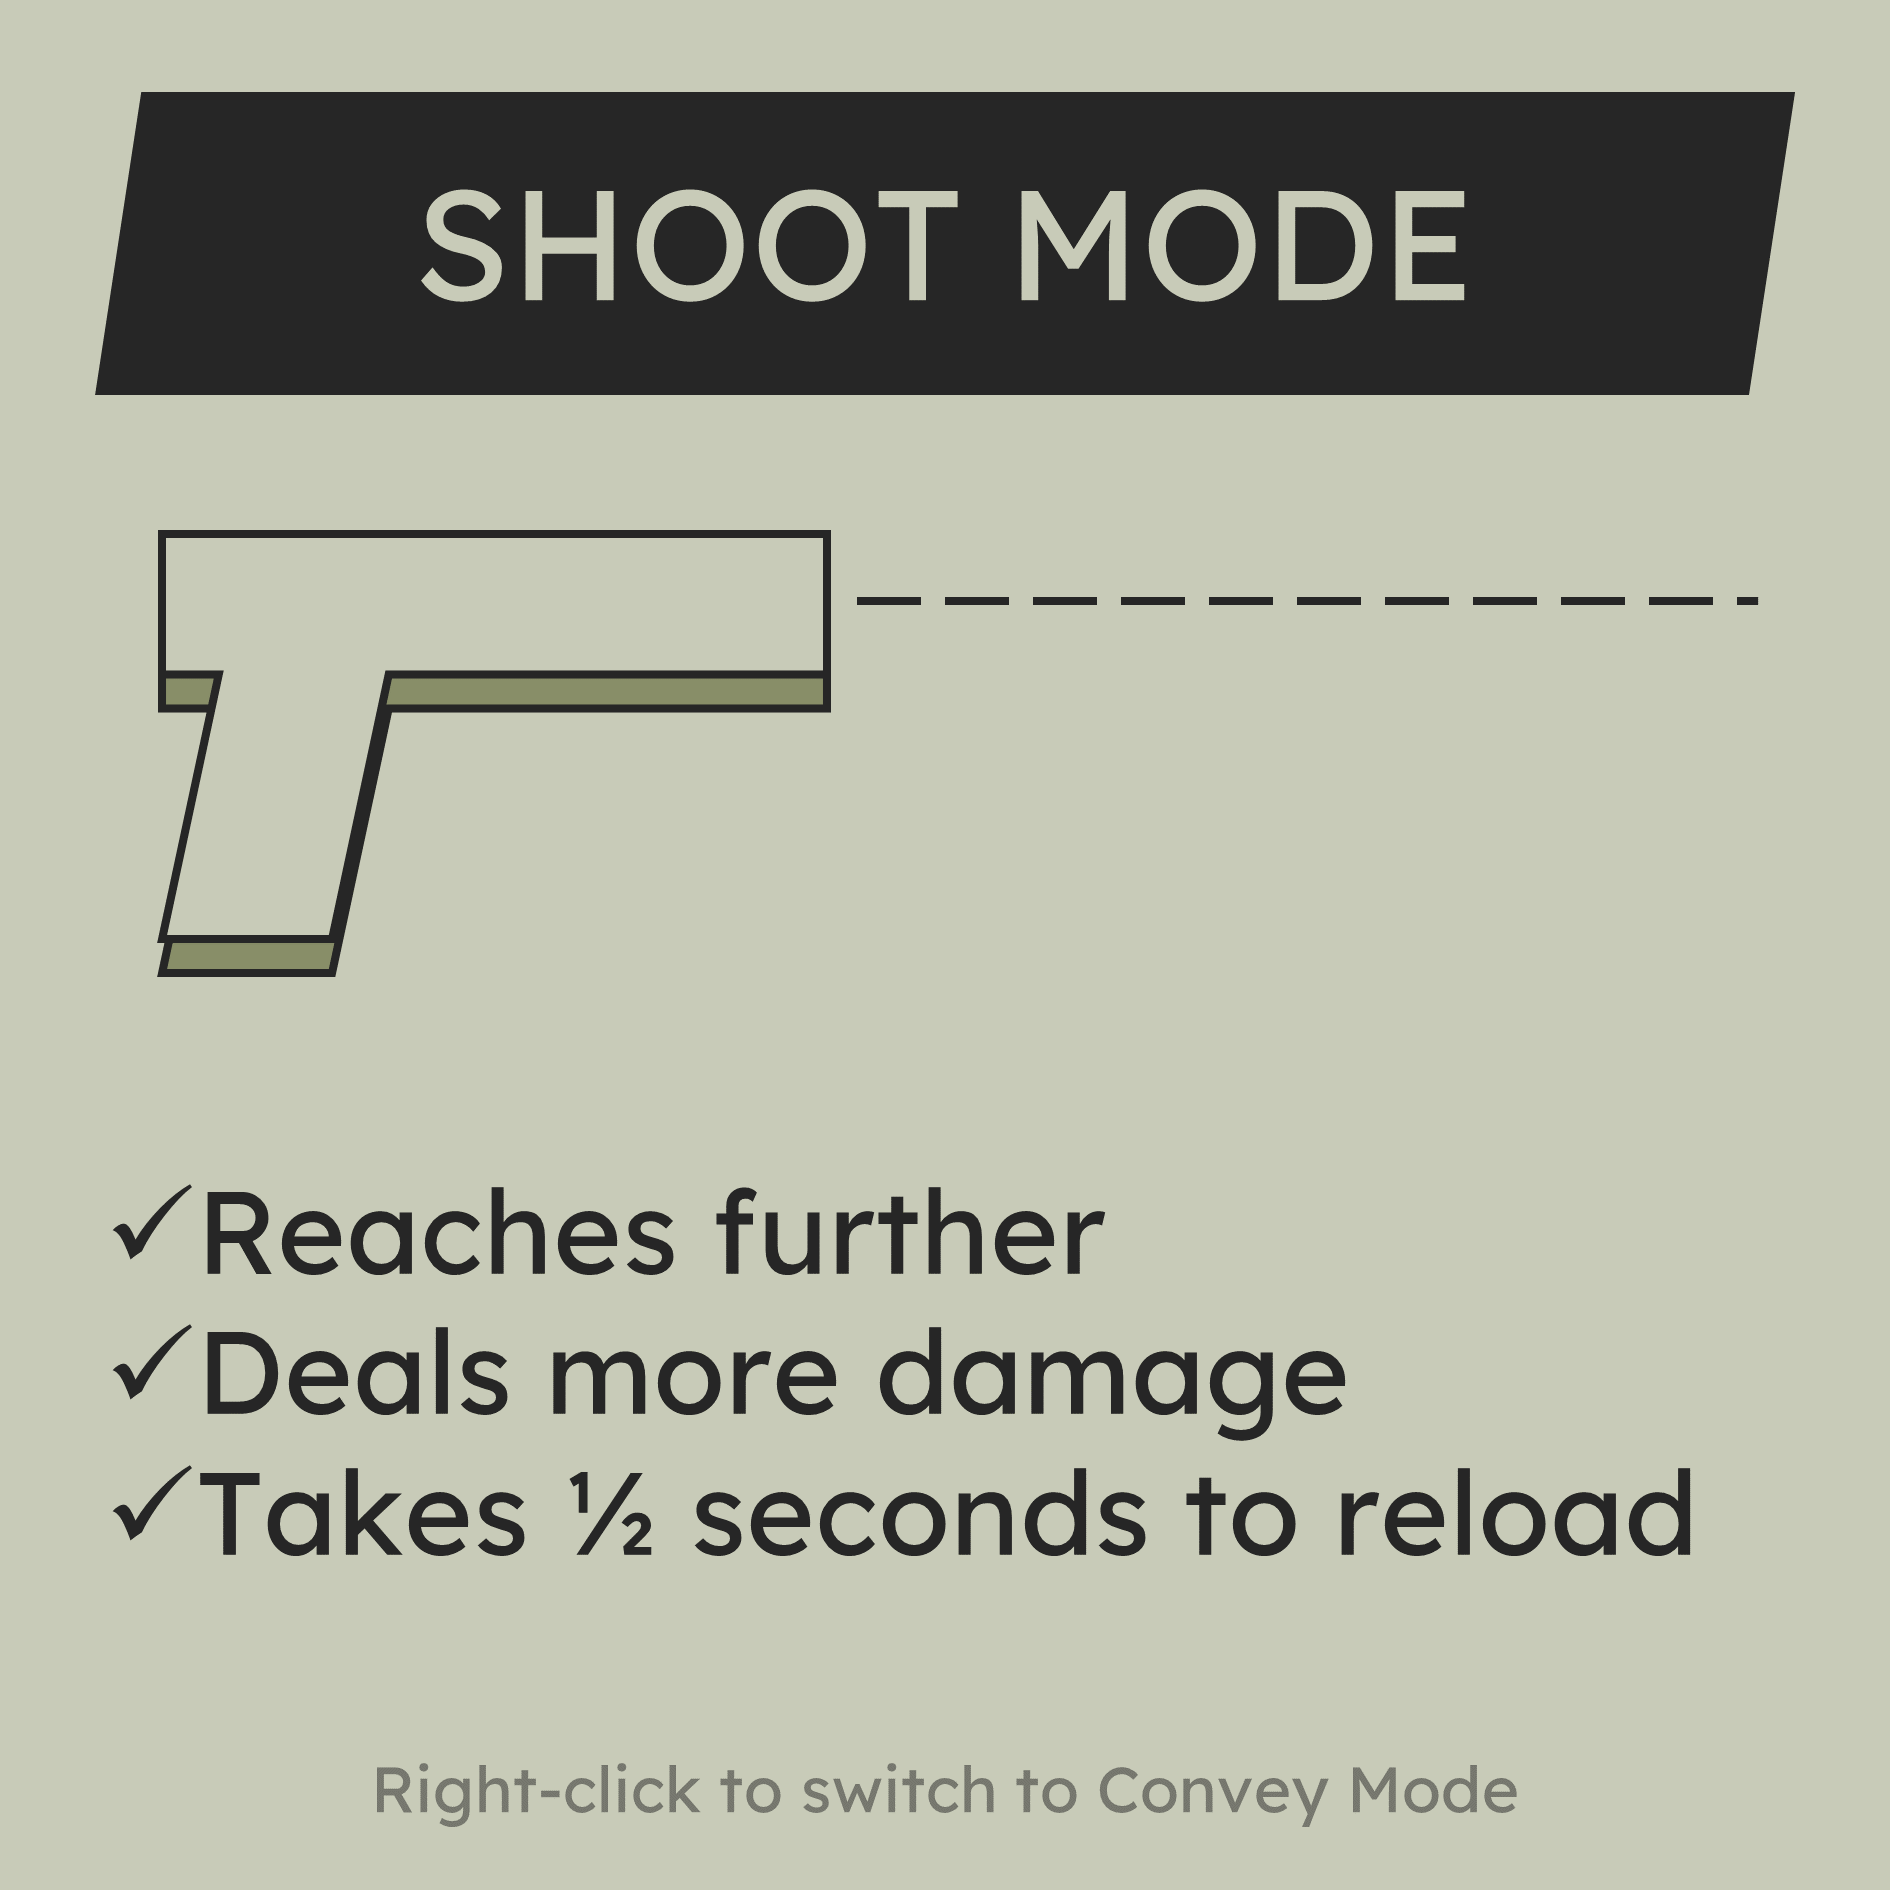 SHOOT MODE
✓Reaches further
✓Deals more damage
✓Takes ½ seconds to reload
Right-click to switch to Convey Mode